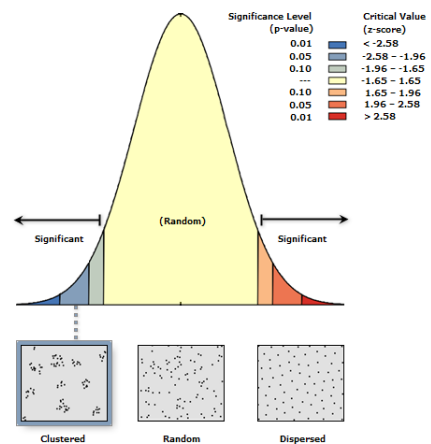 Significance Level Critical Value
(p-value) (z-score)
0.01 < -2.58
0.05 -2.58 – -1.96
0.10 -1.96 – -1.65
--- -1.65 – 1.65
0.10 1.65 – 1.96
0.05 1.96 – 2.58
0.01 > 2.58
(Random)
Significant Significant
Clustered Random Dispersed